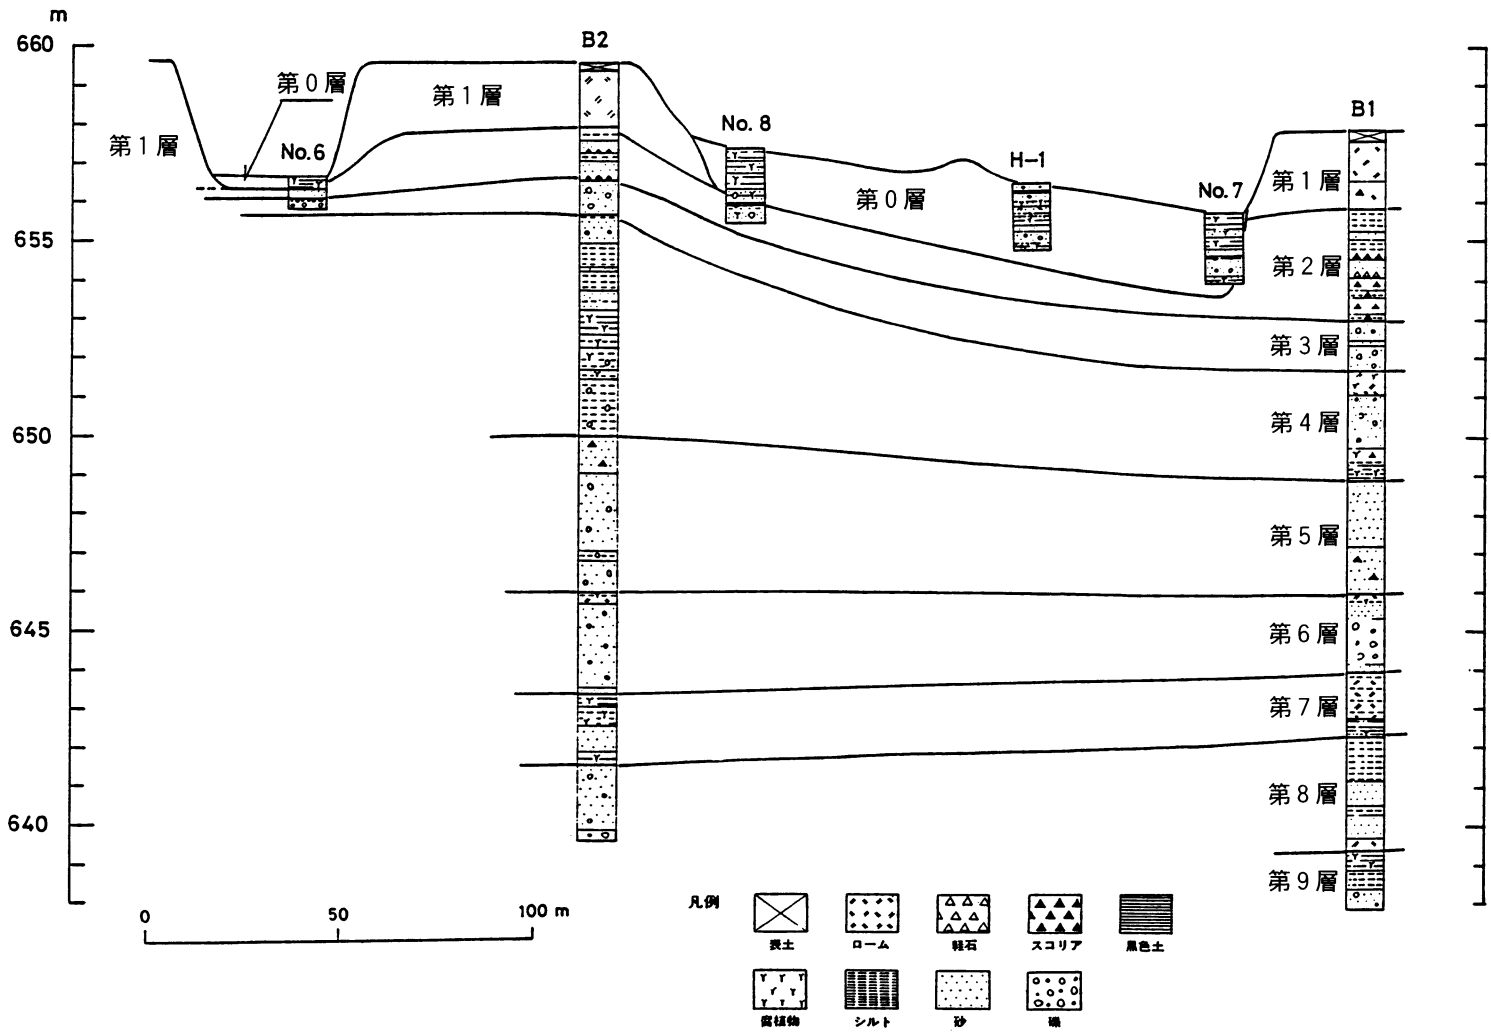 m
660
655
650
645
640
B2
B1
第0層
第1層
第1層
No.6
No.8
H-1
No.7
第0層
第1層
第2層
第3層
第4層
第5層
第6層
第7層
第8層
第9層
0 50 100 m
凡例
表土 ローム 軽石 スコリア 黒色土
腐植物 シルト 砂 礫